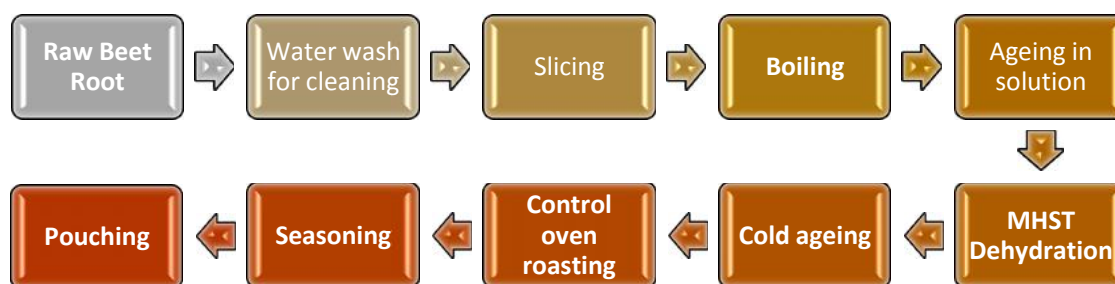 Raw Beet
Root
Water wash
for cleaning
Slicing
Boiling
Ageing in
solution
MHST
Dehydration
Cold ageing
Control
oven
roasting
Seasoning
Pouching